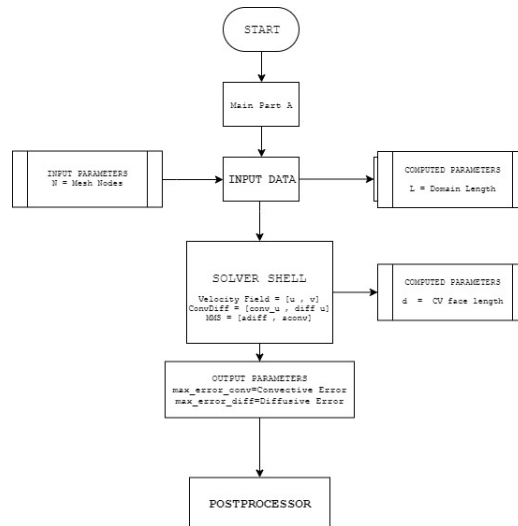 START
Main Part A
INPUT PARAMETERS
N = Mesh Nodes
INPUT DATA
COMPUTED PARAMETERS
L = Domain Length
SOLVER SHELL
Velocity Field = [u , v]
ConvDiff = [conv_u , diff u]
MMS = [adiff , aconv]
COMPUTED PARAMETERS
d = CV face length
OUTPUT PARAMETERS
max_error_conv=Convective Error
max_error_diff=Diffusive Error
POSTPROCESSOR